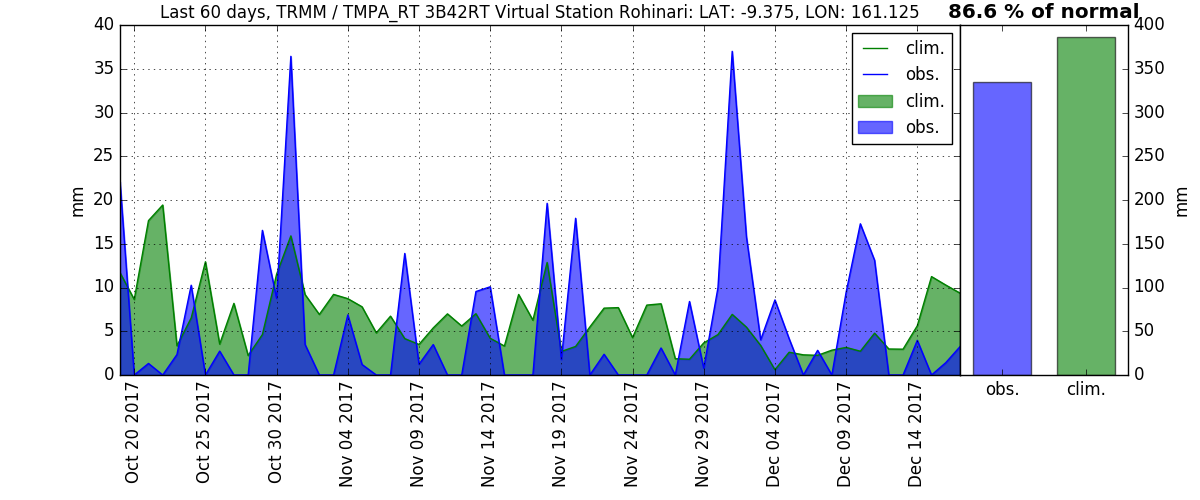 Last 60 days, TRMM / TMPA_RT 3B42RT Virtual Station Rohinari: LAT: -9.375, LON: 161.125
86.6 % of normal
40
35
30
25
20
15
10
5
0
mm
clim.
obs.
clim.
obs.
400
350
300
250
200
150
100
50
0
mm
Oct 20 2017
Oct 25 2017
Oct 30 2017
Nov 04 2017
Nov 09 2017
Nov 14 2017
Nov 19 2017
Nov 24 2017
Nov 29 2017
Dec 04 2017
Dec 09 2017
Dec 14 2017
obs.
clim.